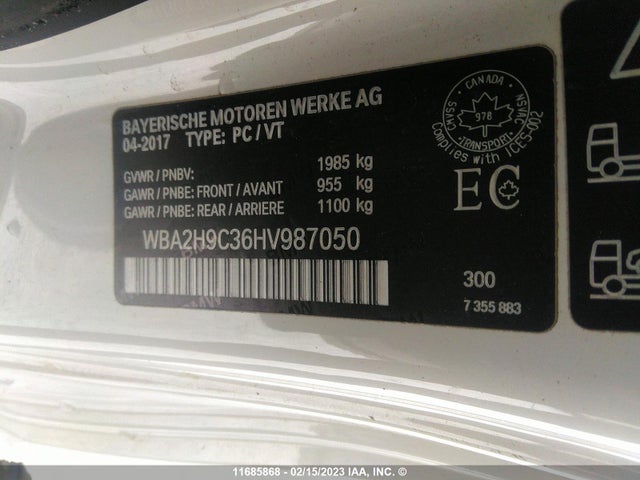 BAYERISCHE MOTOREN WERKE AG
04-2017 TYPE: PC / VT
GVWR / PNBV: 1985 kg
GAWR / PNBE: FRONT / AVANT 955 kg
GAWR / PNBE: REAR / ARRIERE 1100 kg
WBA2H9C36HV987050
CANADA
CMVSS
NSVAC
978
TRANSPORT
Complies with ICES-002
EC
300
7 355 883
11685868 - 02/15/2023 IAA, INC. ©